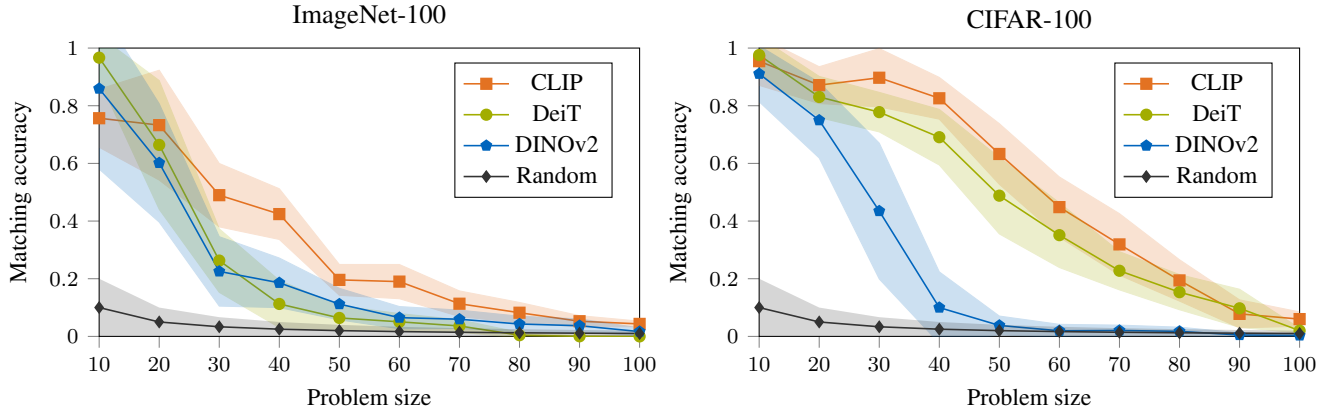 ImageNet-100
Matching accuracy
1
0.8
0.6
0.4
0.2
0
CLIP
DeiT
DINOv2
Random
10 20 30 40 50 60 70 80 90 100
Problem size
CIFAR-100
Matching accuracy
1
0.8
0.6
0.4
0.2
0
CLIP
DeiT
DINOv2
Random
10 20 30 40 50 60 70 80 90 100
Problem size